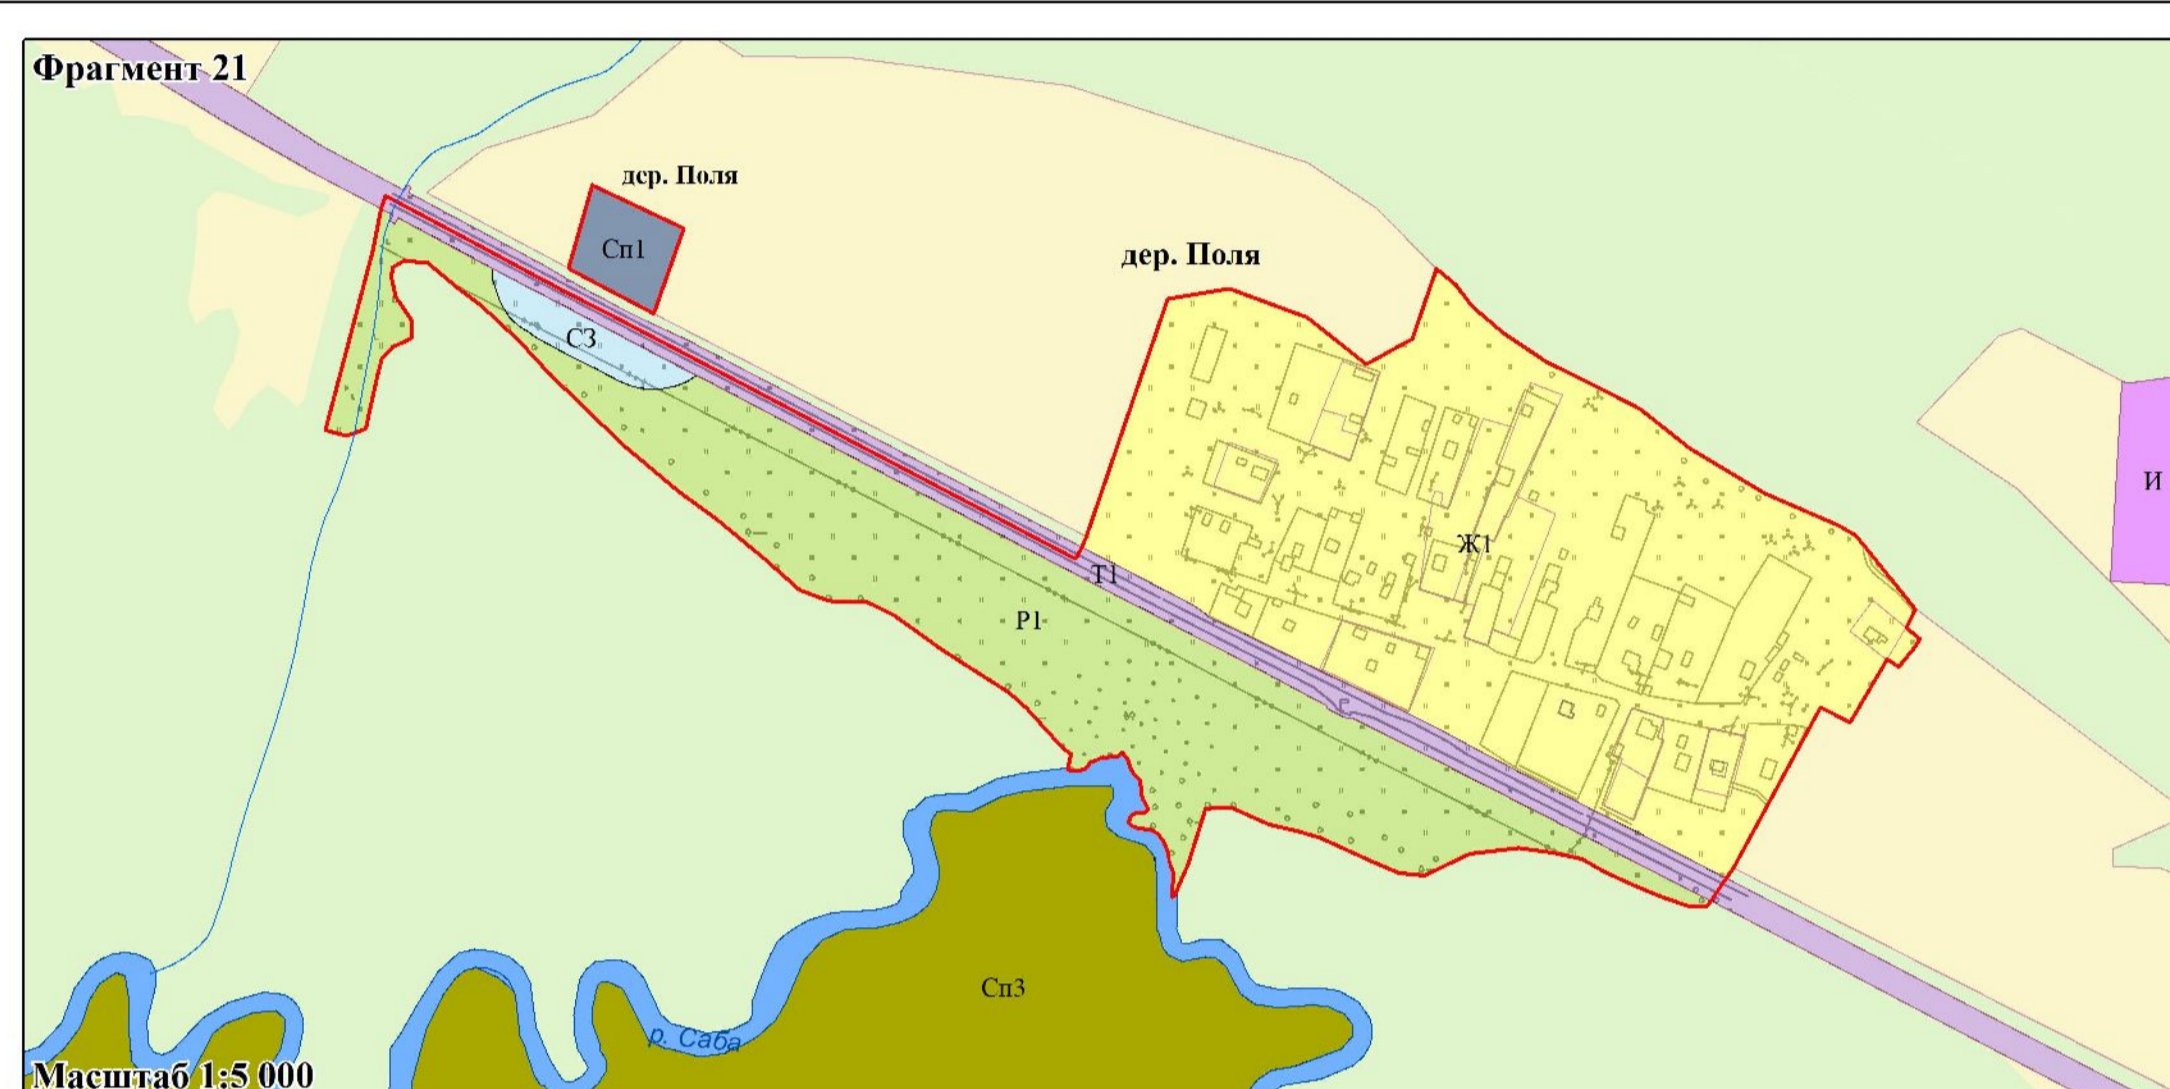 Фрагмент 21
дер. Поля
Сп1
дер. Поля
СЗ
И
Ж1
Т1
Р1
Сп3
р. Саба
Масштаб 1:5 000